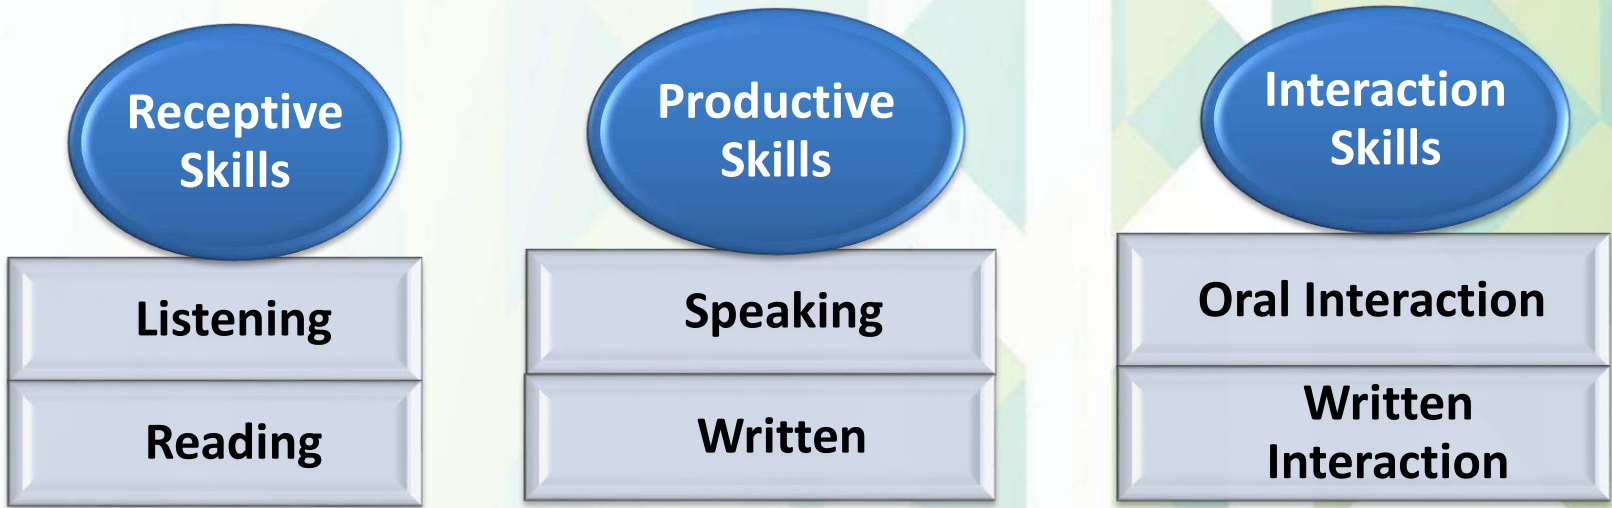 Receptive
Skills
Listening
Reading
Productive
Skills
Speaking
Written
Interaction
Skills
Oral Interaction
Written
Interaction